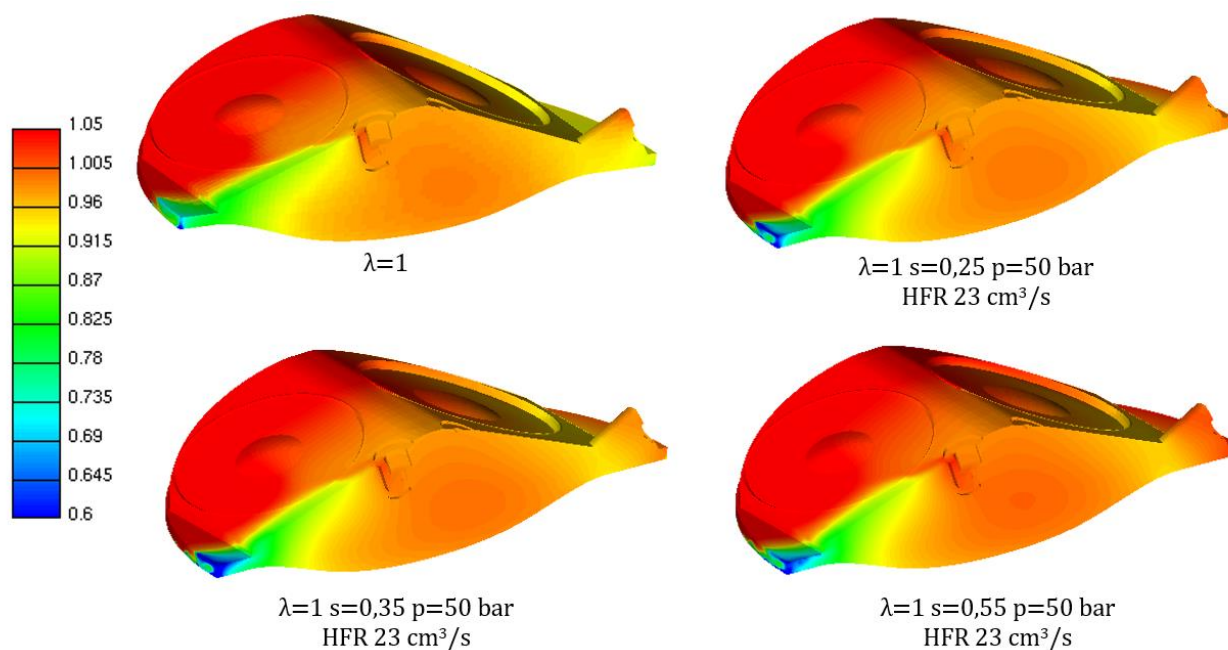 1.05
1.005
0.96
0.915
0.87
0.825
0.78
0.735
0.69
0.645
0.6
λ=1
λ=1 s=0,25 p=50 bar
HFR 23 cm³/s
λ=1 s=0,35 p=50 bar
HFR 23 cm³/s
λ=1 s=0,55 p=50 bar
HFR 23 cm³/s